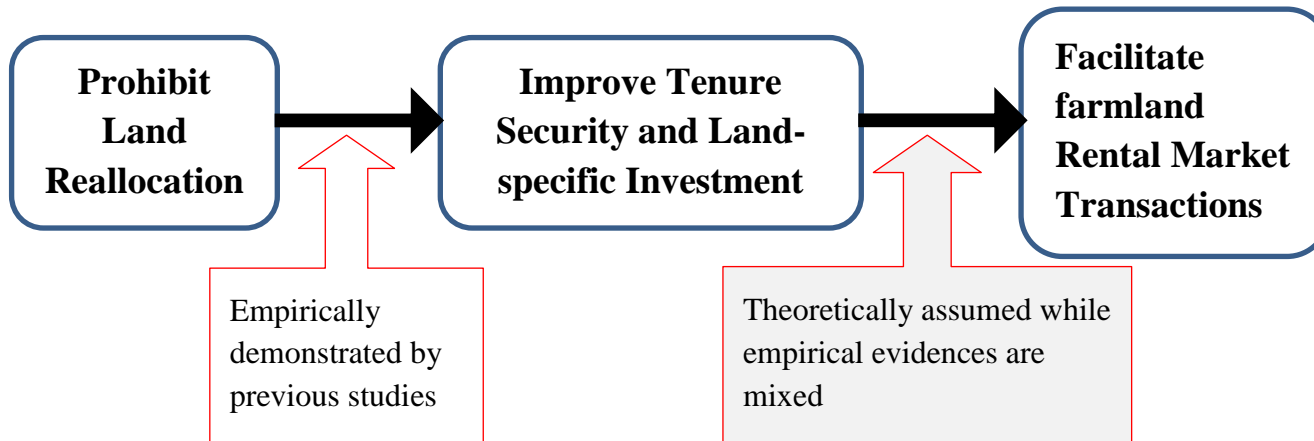 Prohibit
Land
Reallocation
Improve Tenure
Security and Land-
specific Investment
Facilitate
farmland
Rental Market
Transactions
Empirically
demonstrated by
previous studies
Theoretically assumed while
empirical evidences are
mixed